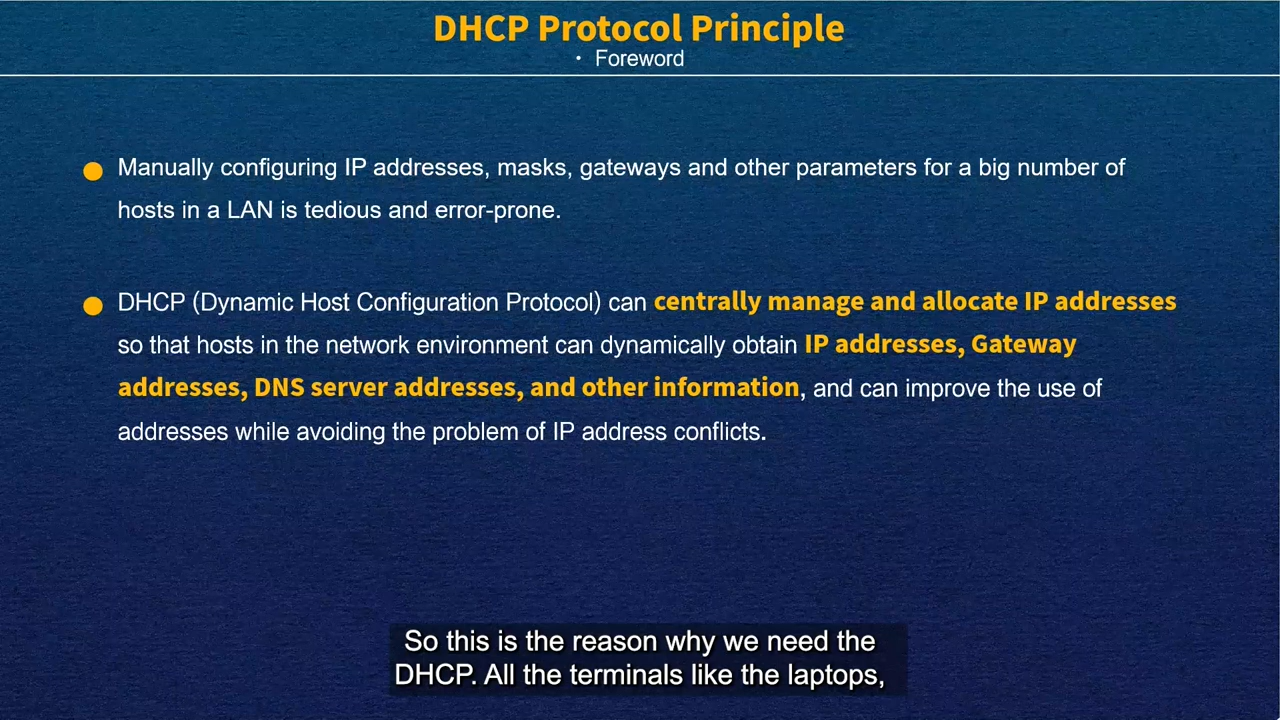 DHCP Protocol Principle
• Foreword
● Manually configuring IP addresses, masks, gateways and other parameters for a big number of
hosts in a LAN is tedious and error-prone.
● DHCP (Dynamic Host Configuration Protocol) can centrally manage and allocate IP addresses
so that hosts in the network environment can dynamically obtain IP addresses, Gateway
addresses, DNS server addresses, and other information, and can improve the use of
addresses while avoiding the problem of IP address conflicts.
So this is the reason why we need the
DHCP. All the terminals like the laptops,